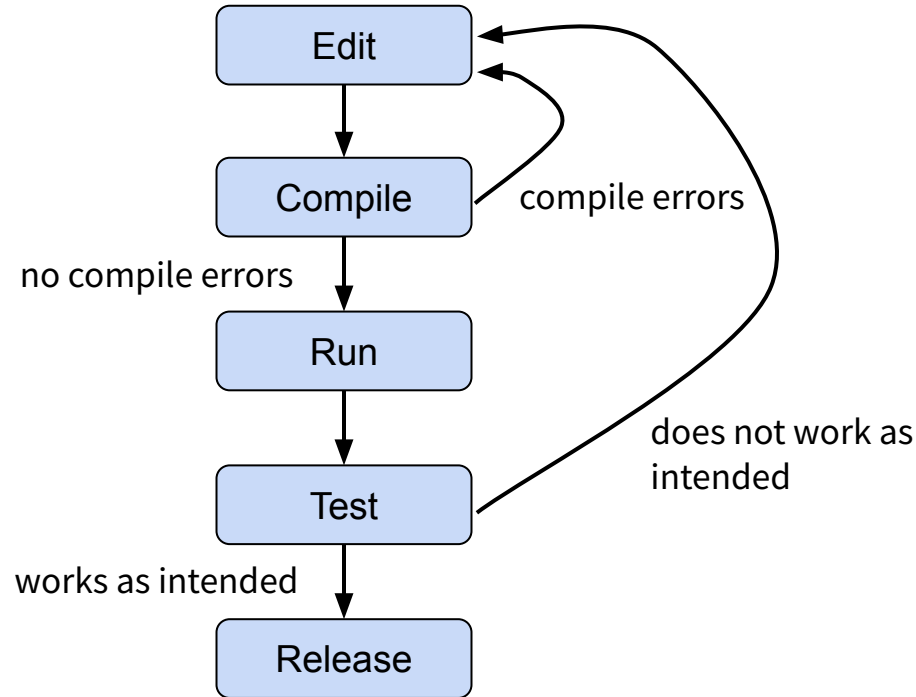 Edit
Compile
compile errors
no compile errors
Run
does not work as
intended
Test
works as intended
Release